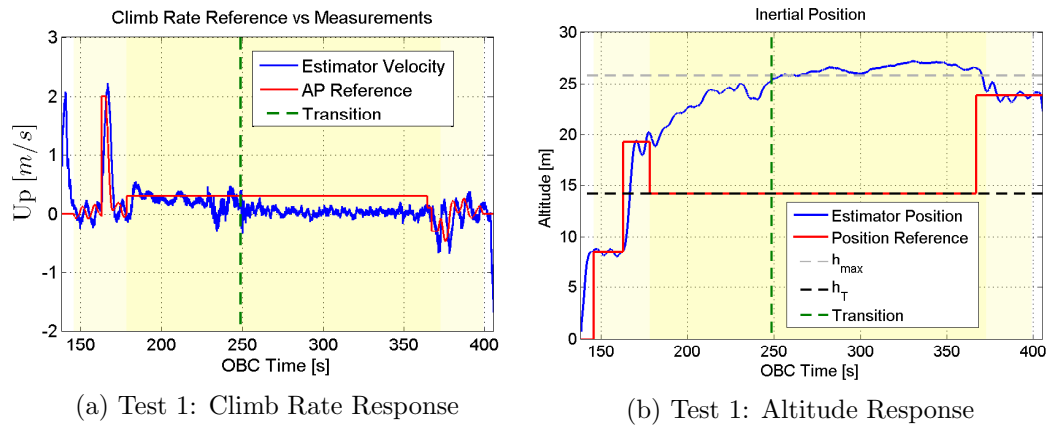 Climb Rate Reference vs Measurements
3
2
1
0
-1
-2
Up [m/s]
Estimator Velocity
AP Reference
Transition
150 200 250 300 350 400
OBC Time [s]
(a) Test 1: Climb Rate Response
Inertial Position
30
25
20
15
10
5
0
Altitude [m]
Estimator Position
Position Reference
h_max
h_T
Transition
150 200 250 300 350 400
OBC Time [s]
(b) Test 1: Altitude Response